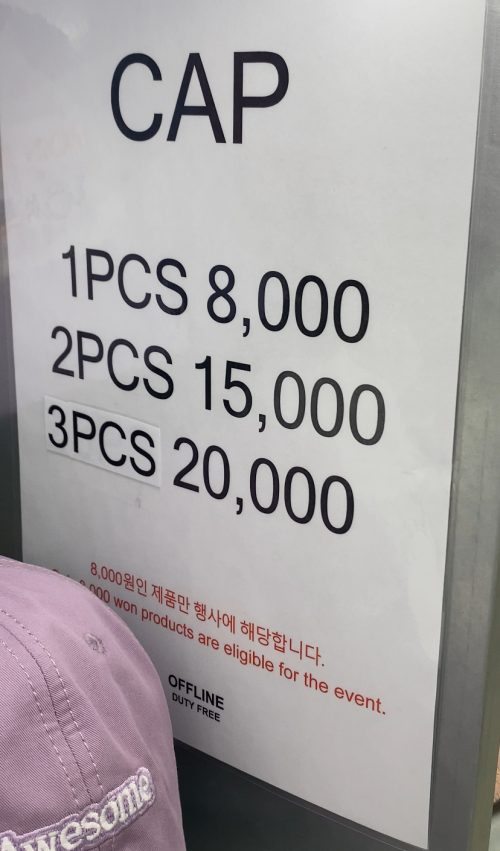 CAP
1PCS 8,000
2PCS 15,000
3PCS 20,000
8,000원인 제품만 행사에 해당합니다.
,000 won products are eligible for the event.
OFFLINE
DUTY FREE
Awesome